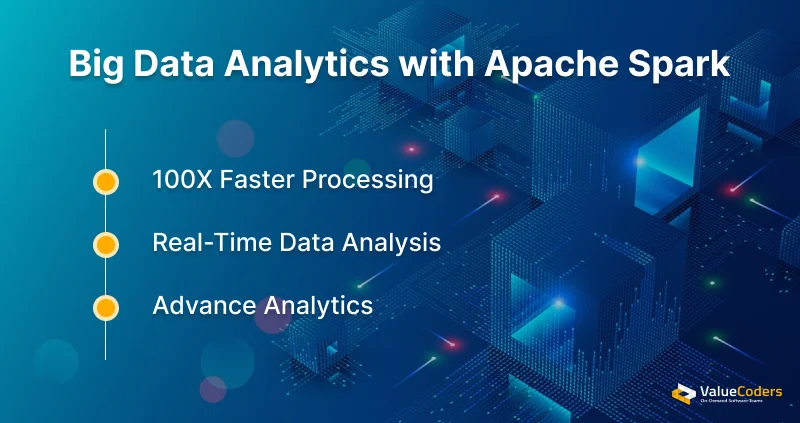 Big Data Analytics with Apache Spark
100X Faster Processing
Real-Time Data Analysis
Advance Analytics
ValueCoders
On-Demand Software Teams